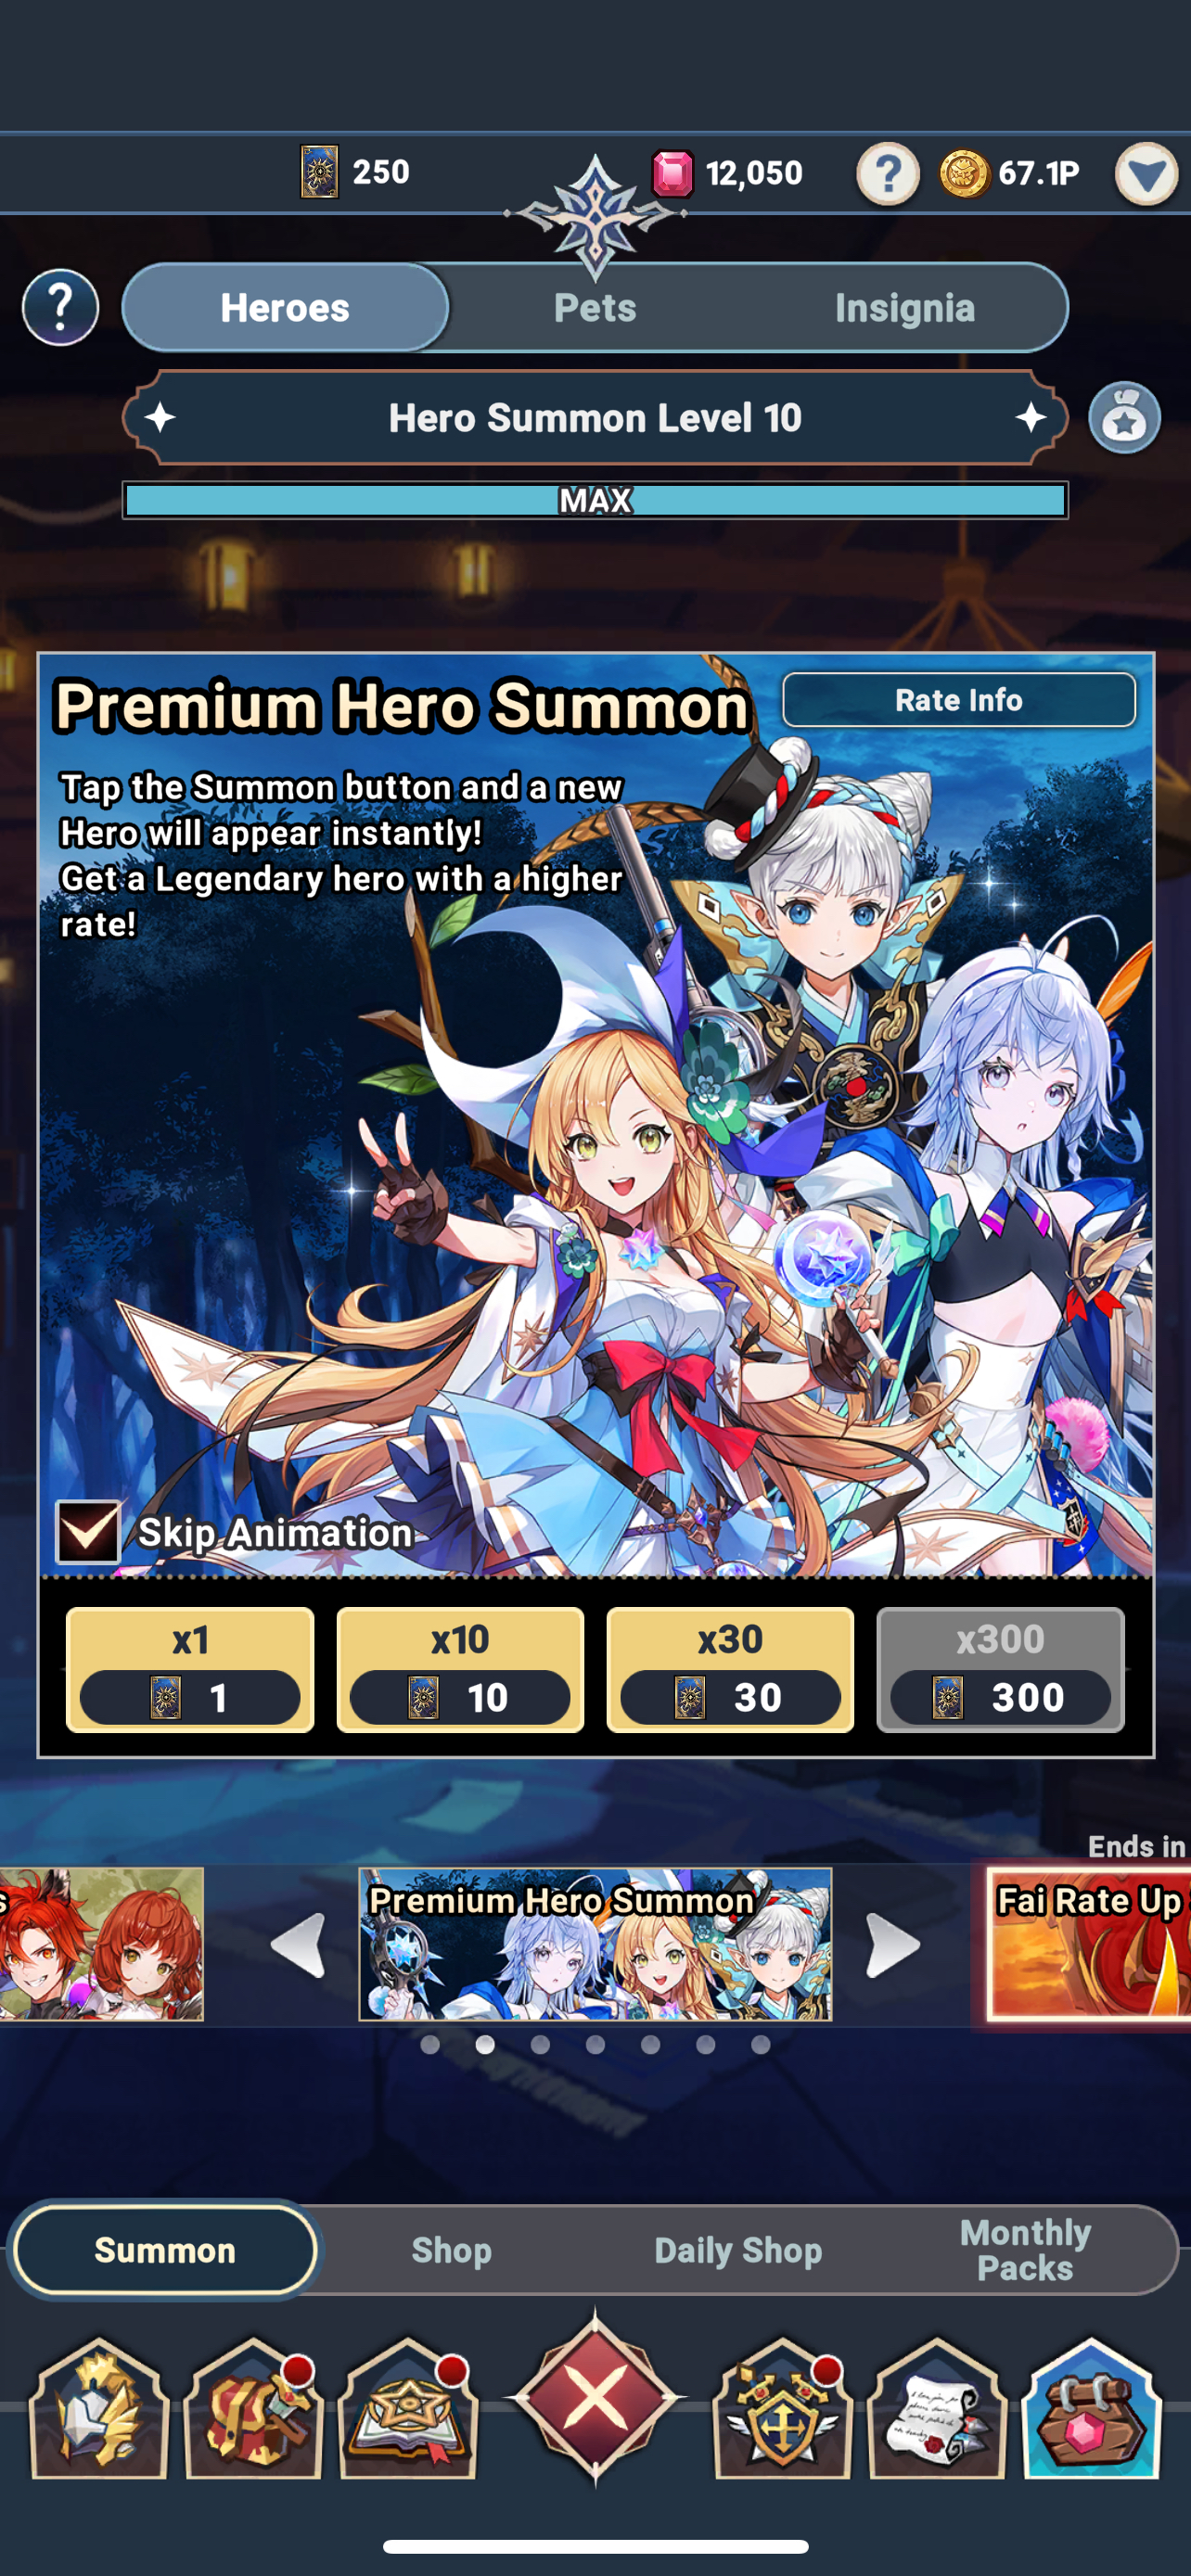 250
12,050
?
67.1P
?
Heroes
Pets
Insignia
Hero Summon Level 10
MAX
Premium Hero Summon
Rate Info
Tap the Summon button and a new
Hero will appear instantly!
Get a Legendary hero with a higher
rate!
Skip Animation
x1
x10
x30
x300
1
10
30
300
Ends in
s
Premium Hero Summon
Fai Rate Up
Summon
Shop
Daily Shop
Monthly
Packs